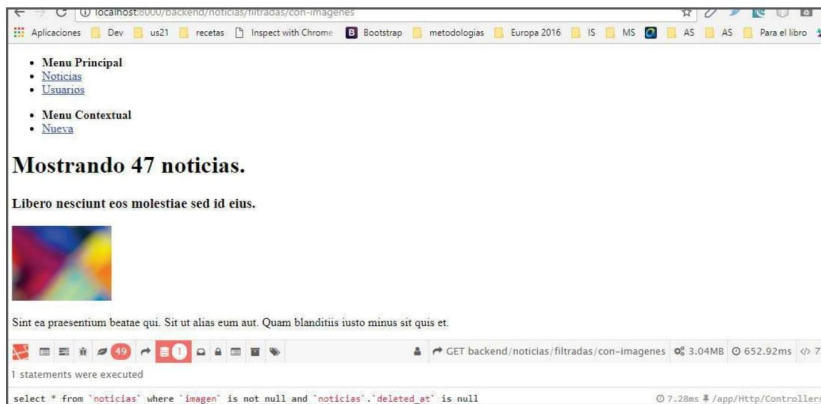 localhost:8000/backend/noticias/filtradas/con-imagenes
Aplicaciones Dev us21 recetas Inspect with Chrome B Bootstrap metodologias Europa 2016 IS MS AS AS Para el libro
Menu Principal
Noticias
Usuarios
Menu Contextual
Nueva
Mostrando 47 noticias.
Libero nesciunt eos molestiae sed id eius.
Sint ea praesentium beatae qui. Sit ut alias eum aut. Quam blanditiis iusto minus sit quis et.
49 1 GET backend/noticias/filtradas/con-imagenes 3.04MB 652.92ms </> 7
1 statements were executed
select * from `noticias` where `imagen` is not null and `noticias`.`deleted_at` is null 7.28ms /app/Http/Controllers